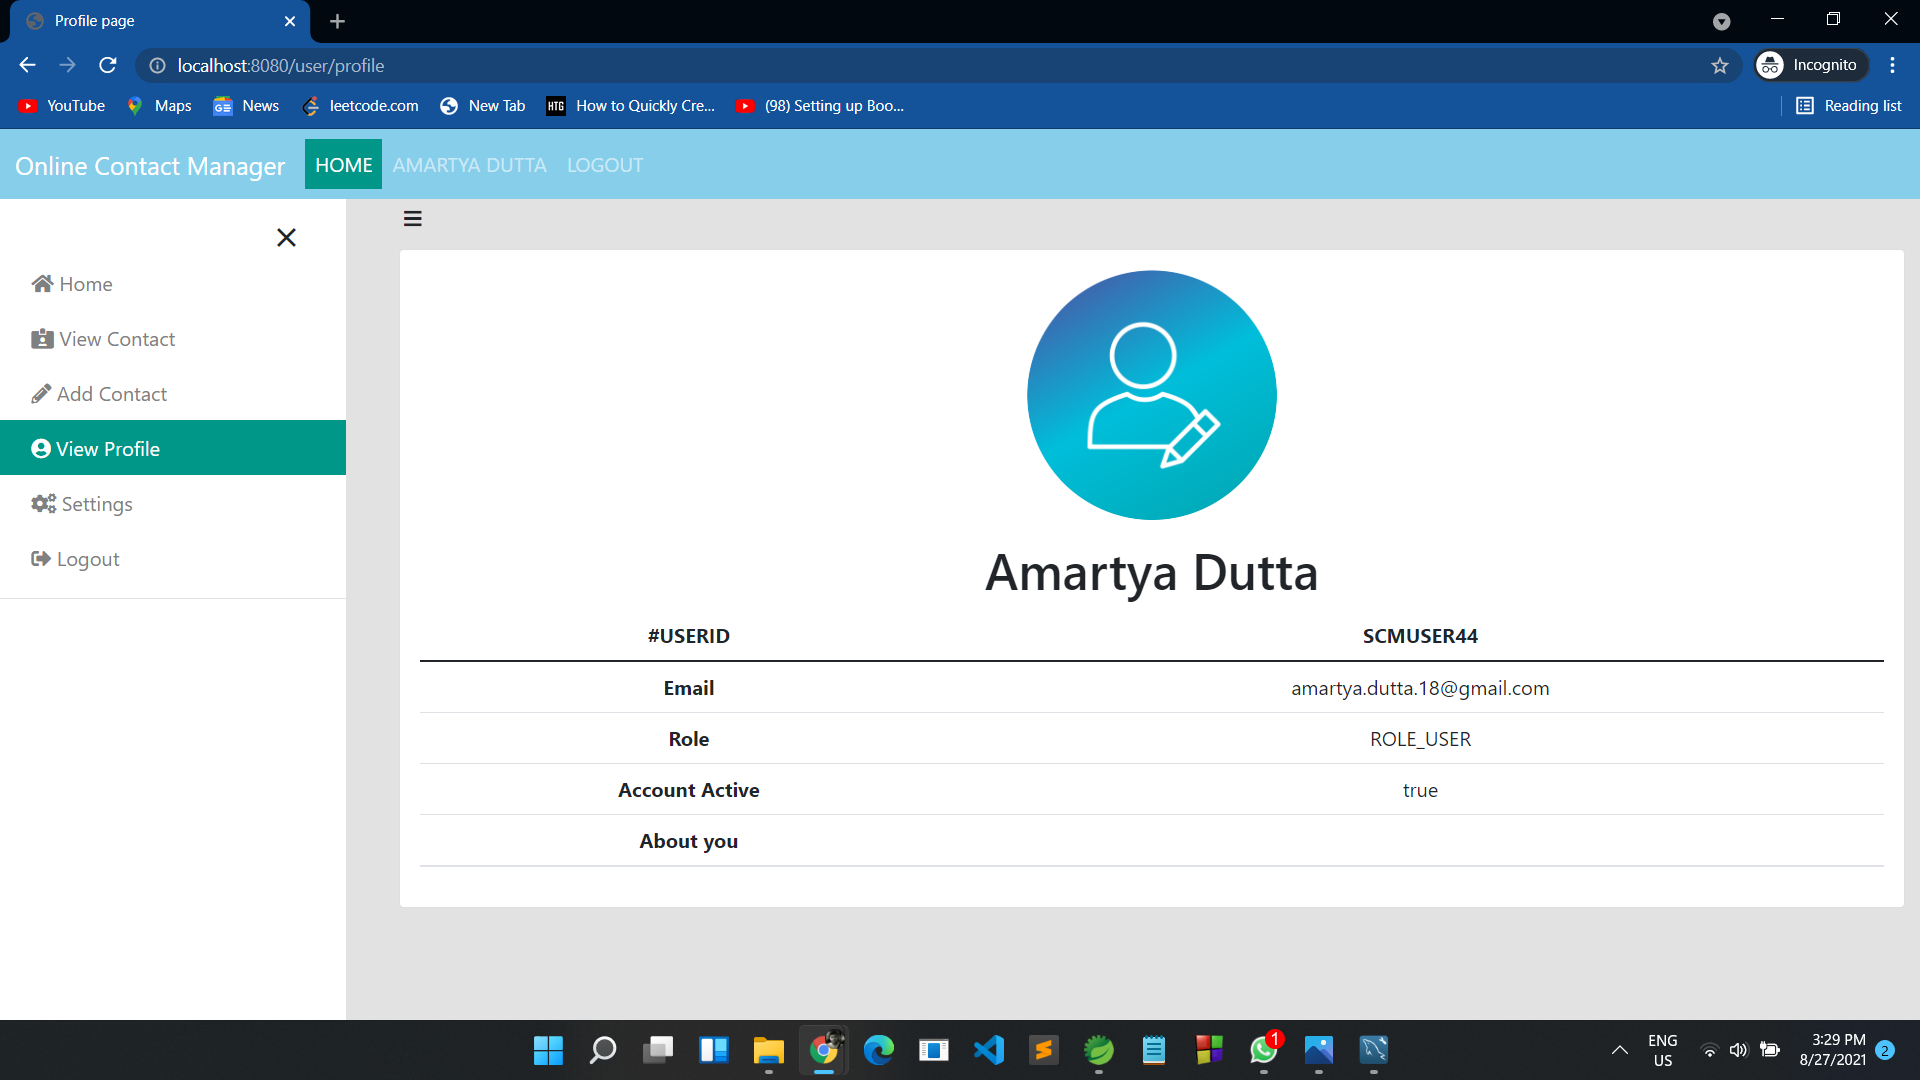 Profile page
localhost:8080/user/profile
Incognito
YouTube Maps News leetcode.com New Tab HTG How to Quickly Cre... (98) Setting up Boo... Reading list
Online Contact Manager HOME AMARTYA DUTTA LOGOUT
Home
View Contact
Add Contact
View Profile
Settings
Logout
Amartya Dutta
#USERID SCMUSER44
Email amartya.dutta.18@gmail.com
Role ROLE_USER
Account Active true
About you
1
ENG
US
3:29 PM
8/27/2021
2